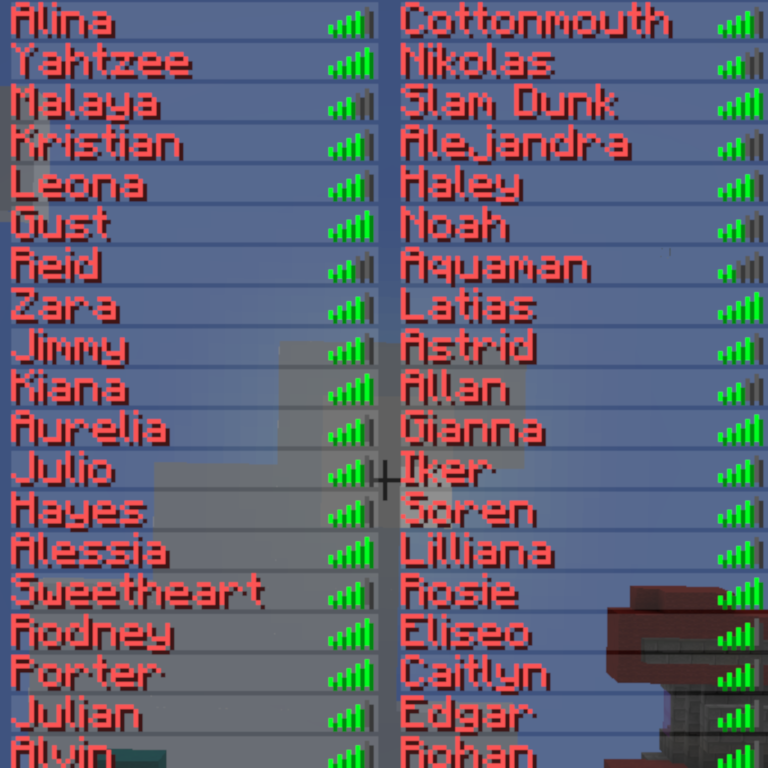 Alina
Yahtzee
Malaya
Kristian
Leona
Gust
Reid
Zara
Jimmy
Kiana
Aurelia
Julio
Hayes
Alessia
Sweetheart
Rodney
Porter
Julian
Alvin
Cottonmouth
Nikolas
Slam Dunk
Alejandra
Haley
Noah
Aquaman
Latias
Astrid
Allan
Gianna
Iker
Soren
Lilliana
Rosie
Eliseo
Caitlyn
Edgar
Rohan